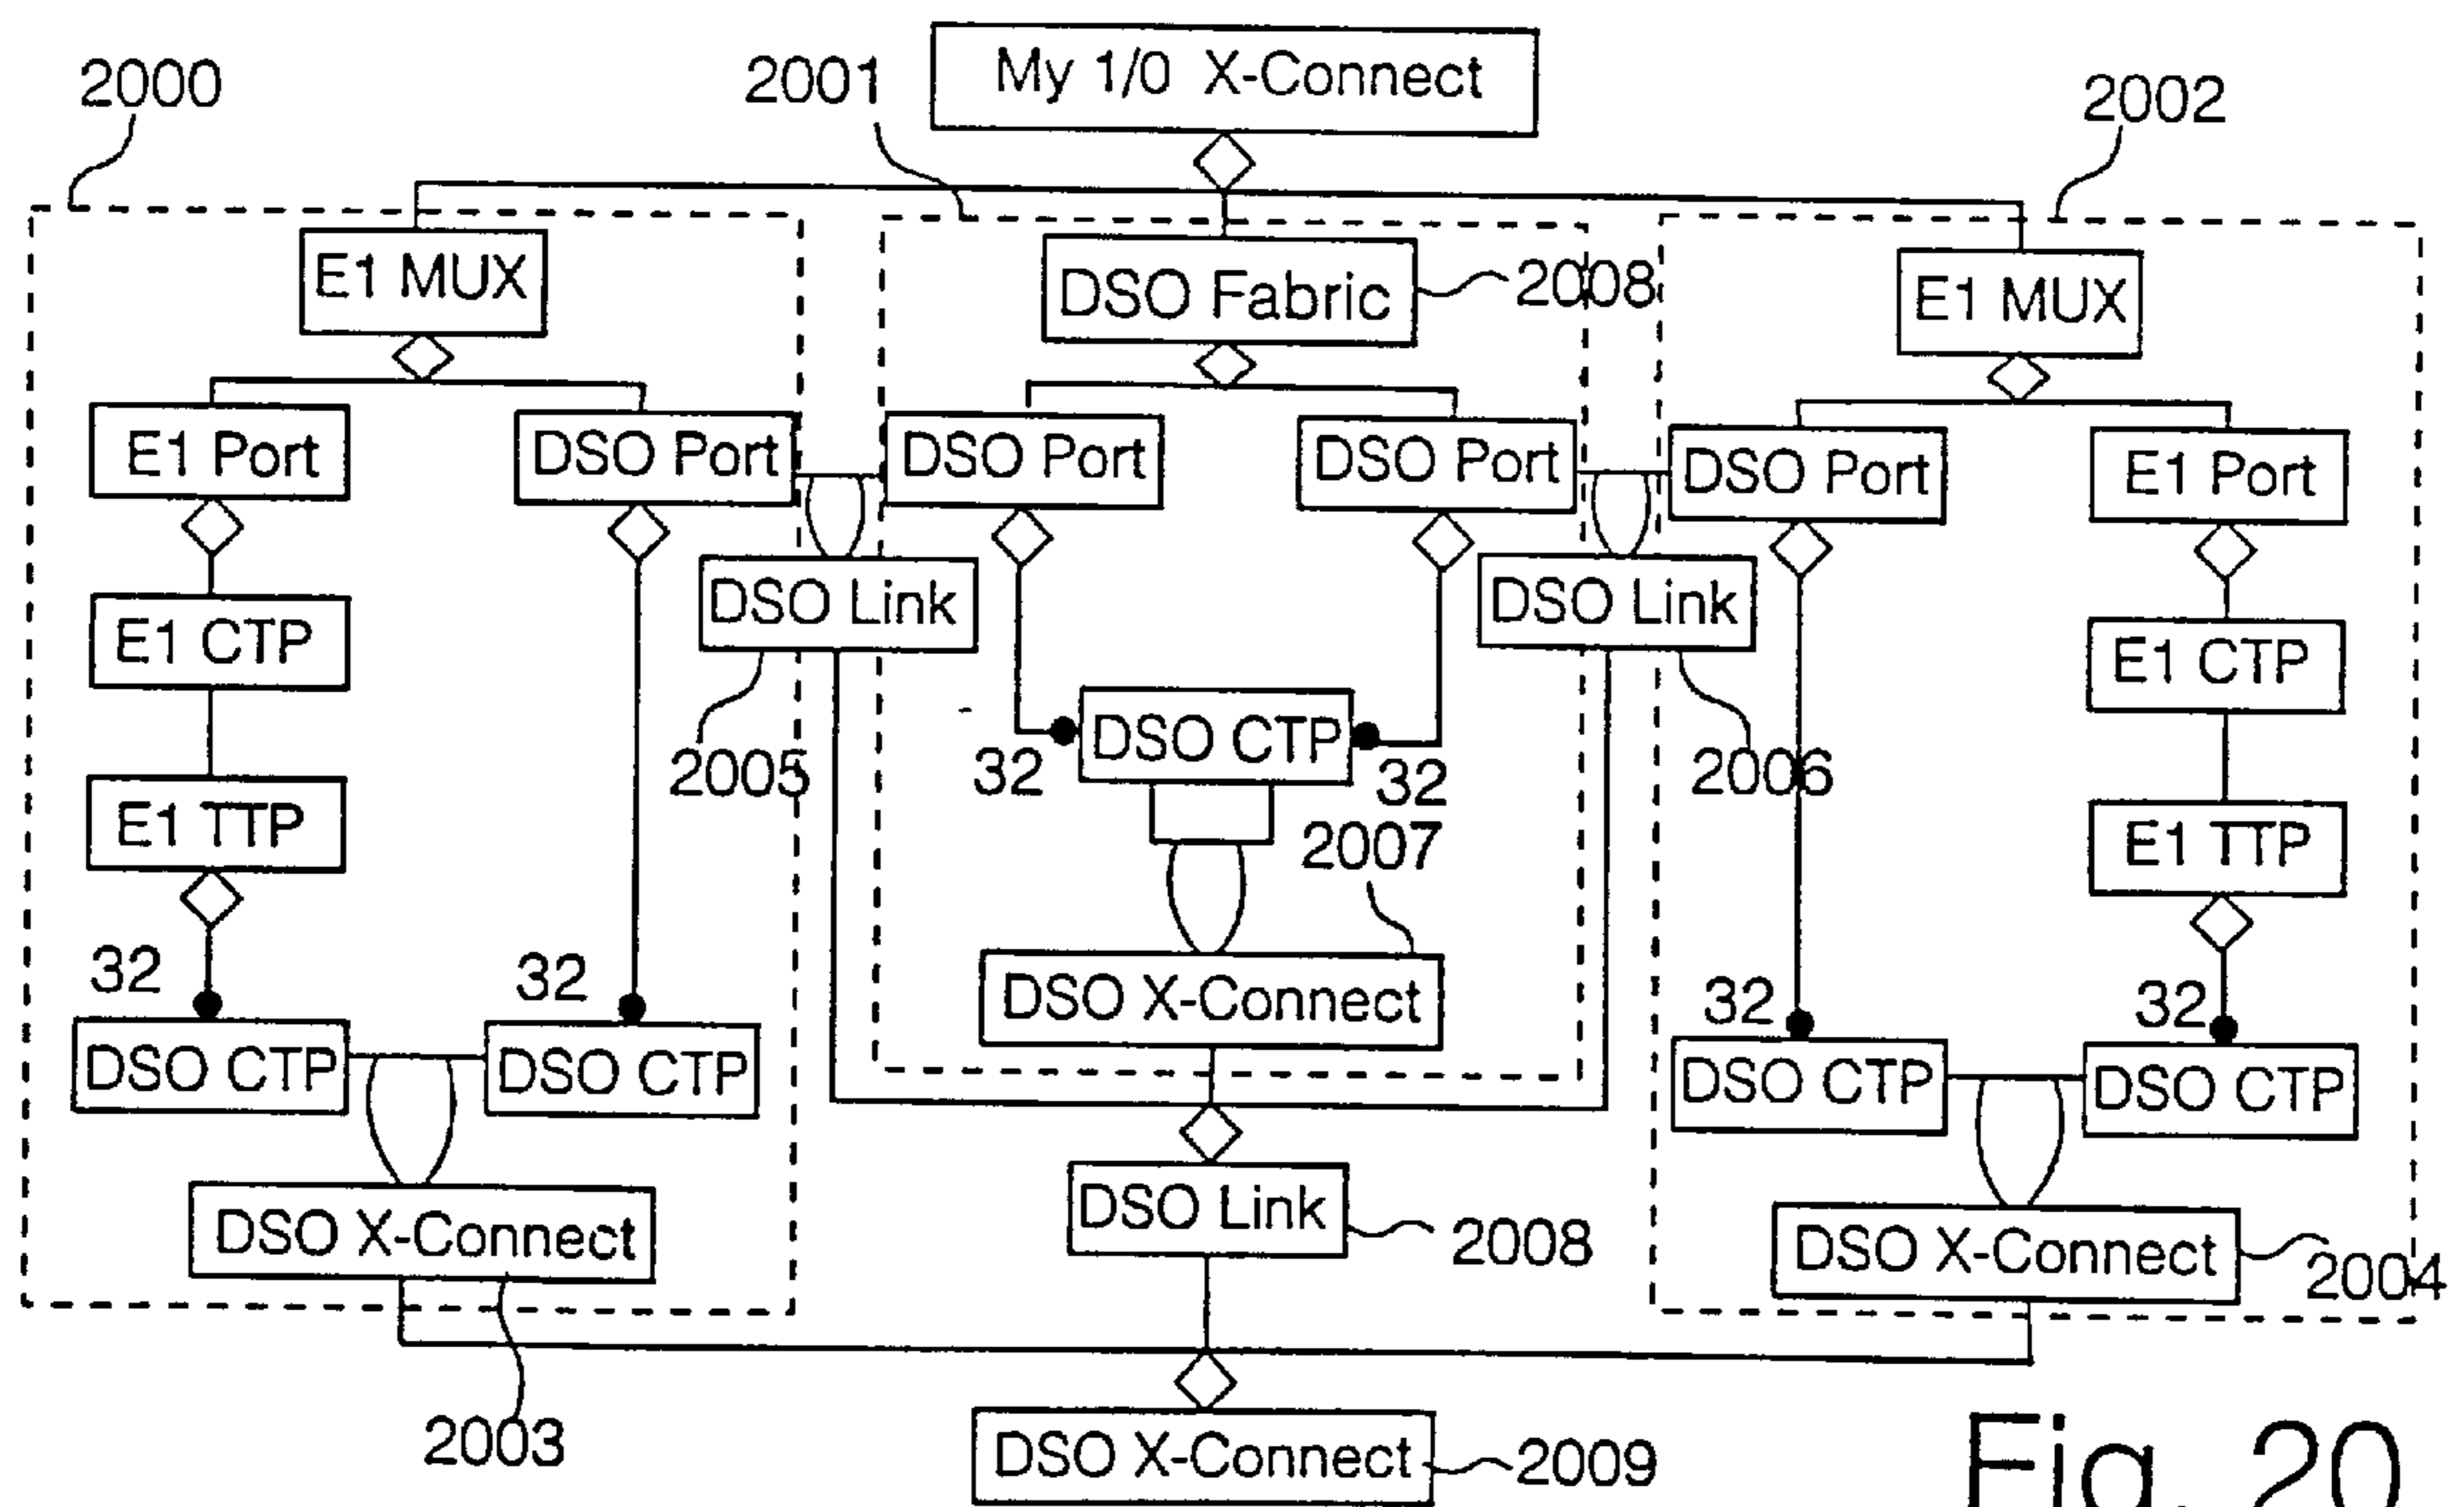 My 1/0 X-Connect
2000
2001
2002
E1 MUX
DSO Fabric
2008
E1 MUX
E1 Port
DSO Port
DSO Port
DSO Port
DSO Port
E1 Port
E1 CTP
DSO Link
DSO Link
E1 CTP
2005
32
DSO CTP
32
2006
E1 TTP
2007
E1 TTP
32
32
DSO X-Connect
32
32
DSO CTP
DSO CTP
DSO CTP
DSO CTP
DSO X-Connect
DSO Link
2008
DSO X-Connect
2004
2003
DSO X-Connect
2009
Fig. 20